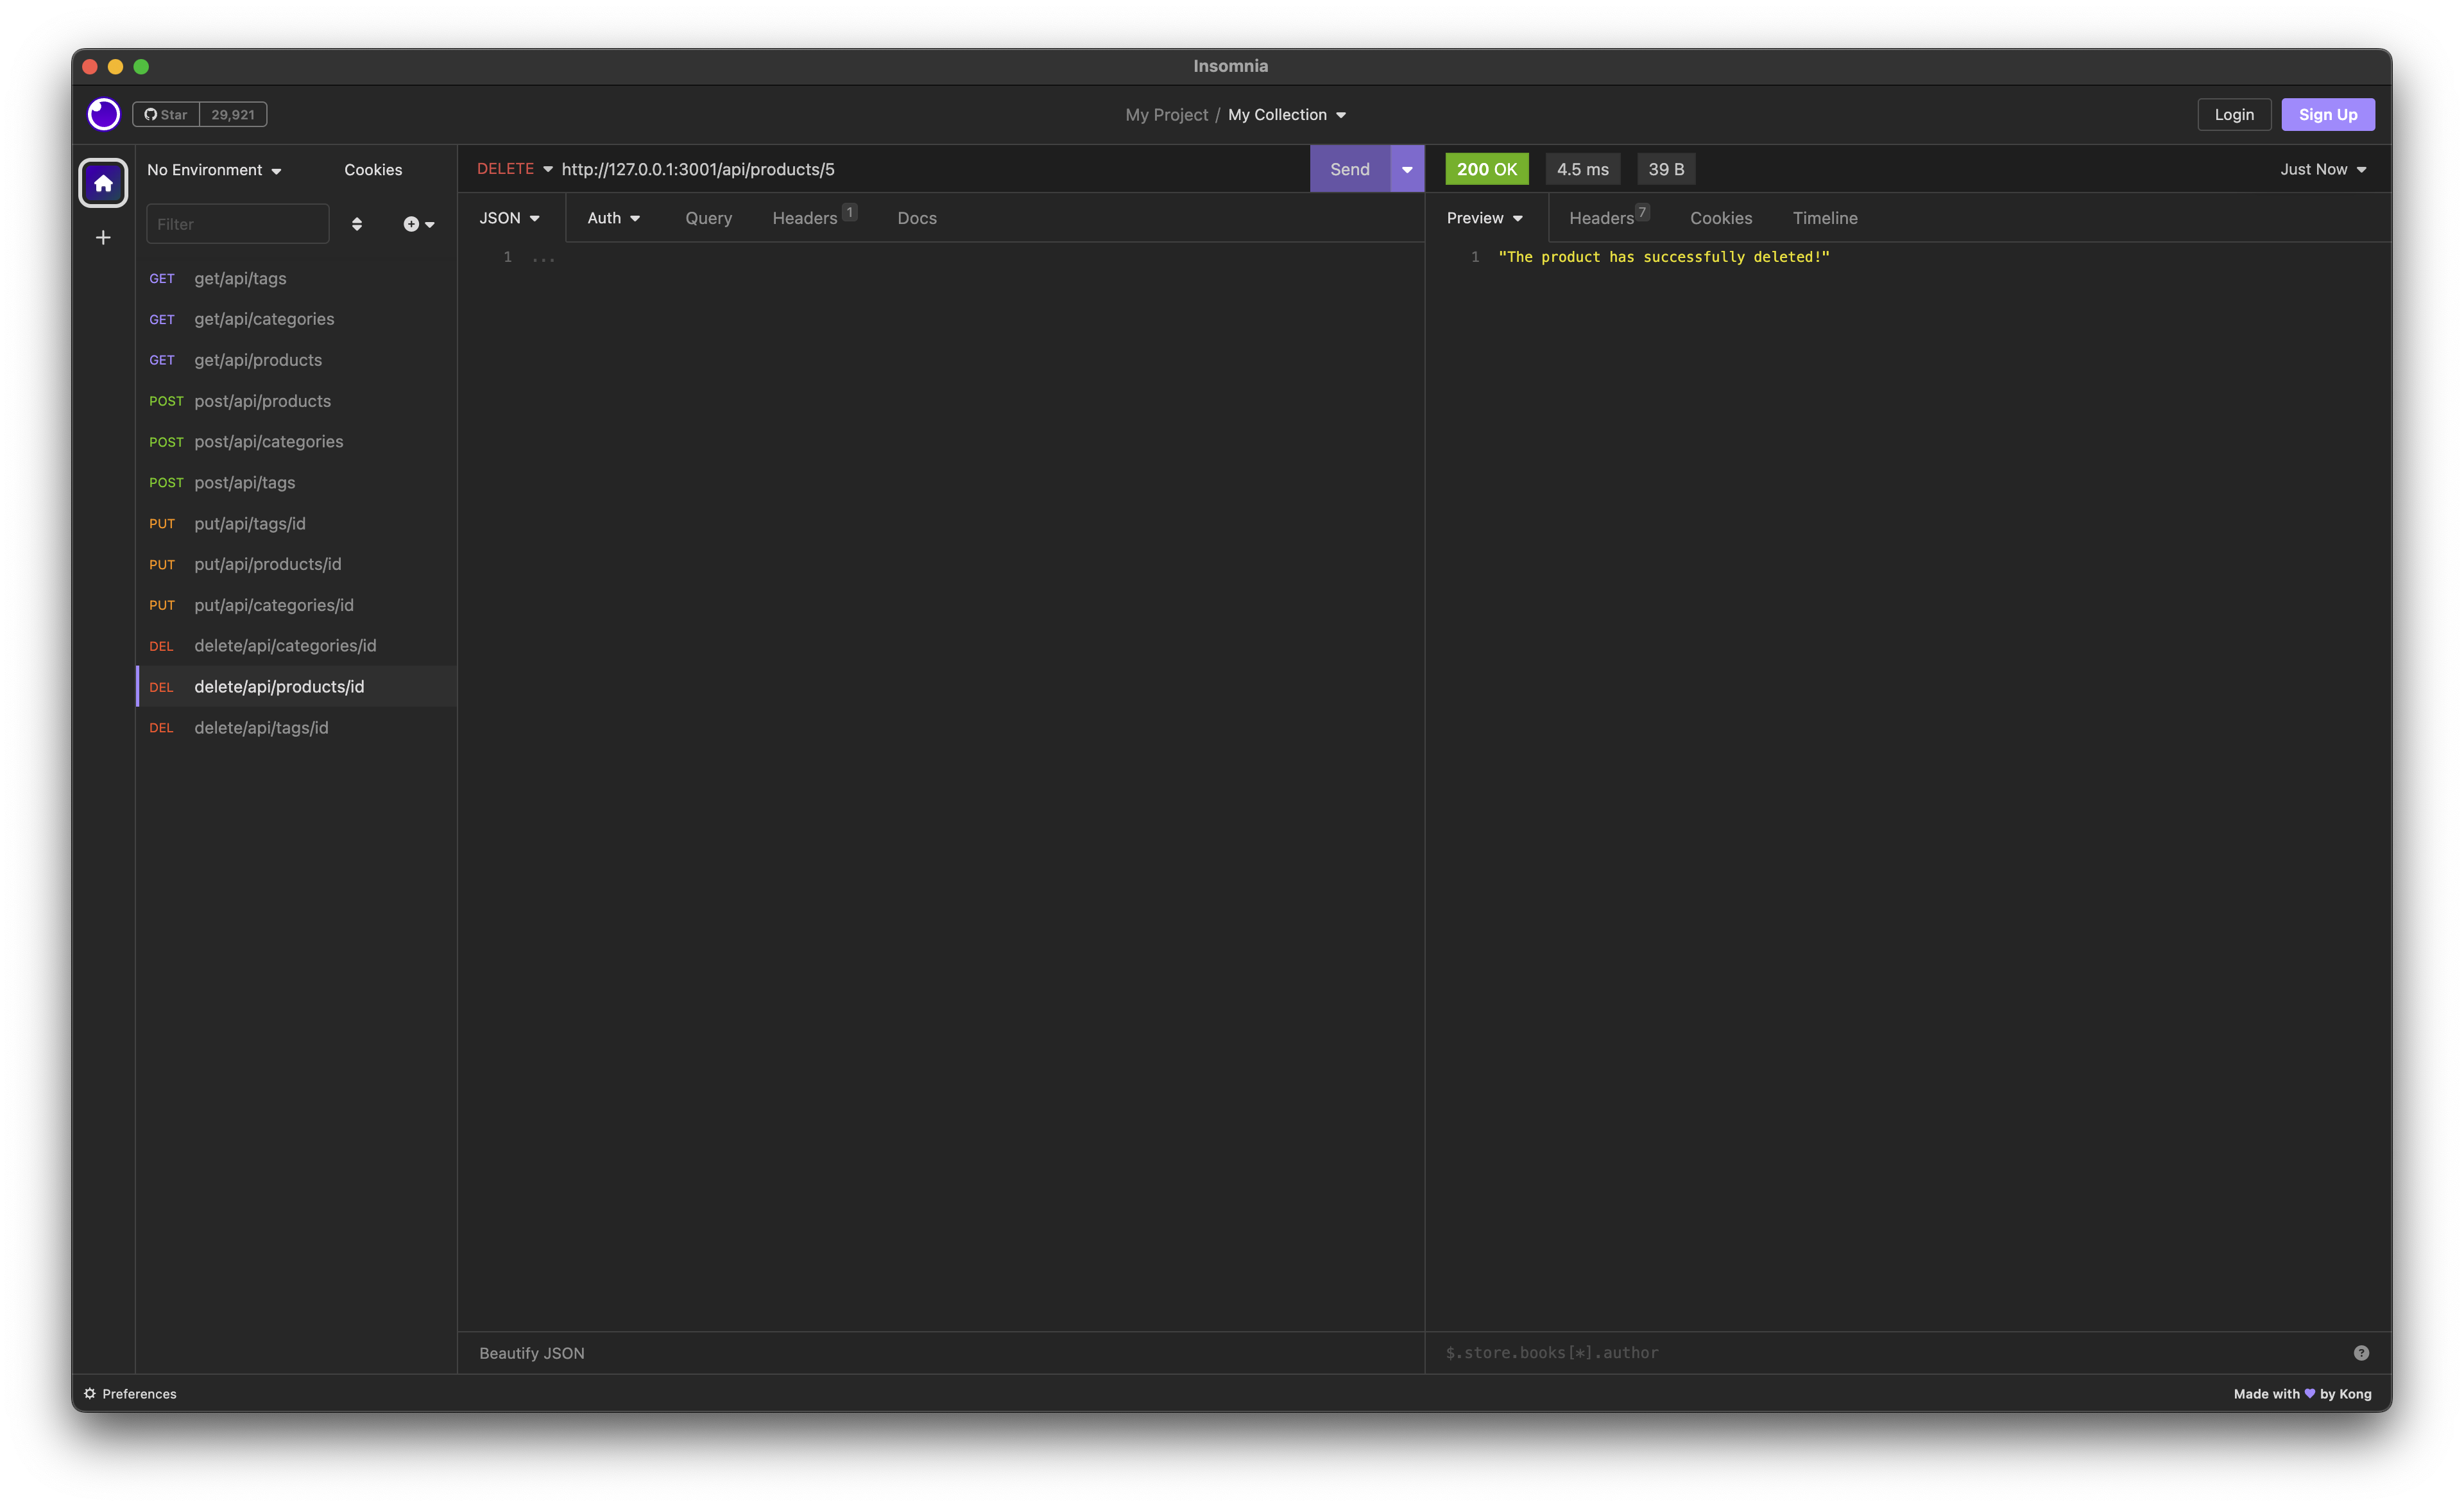 Insomnia
Star 29,921
My Project / My Collection
Login Sign Up
No Environment Cookies
Filter
GET get/api/tags
GET get/api/categories
GET get/api/products
POST post/api/products
POST post/api/categories
POST post/api/tags
PUT put/api/tags/id
PUT put/api/products/id
PUT put/api/categories/id
DEL delete/api/categories/id
DEL delete/api/products/id
DEL delete/api/tags/id
DELETE http://127.0.0.1:3001/api/products/5 Send
JSON Auth Query Headers 1 Docs
1 ...
Beautify JSON
200 OK 4.5 ms 39 B Just Now
Preview Headers 7 Cookies Timeline
1 "The product has successfully deleted!"
$.store.books[*].author ?
Preferences
Made with 💜 by Kong